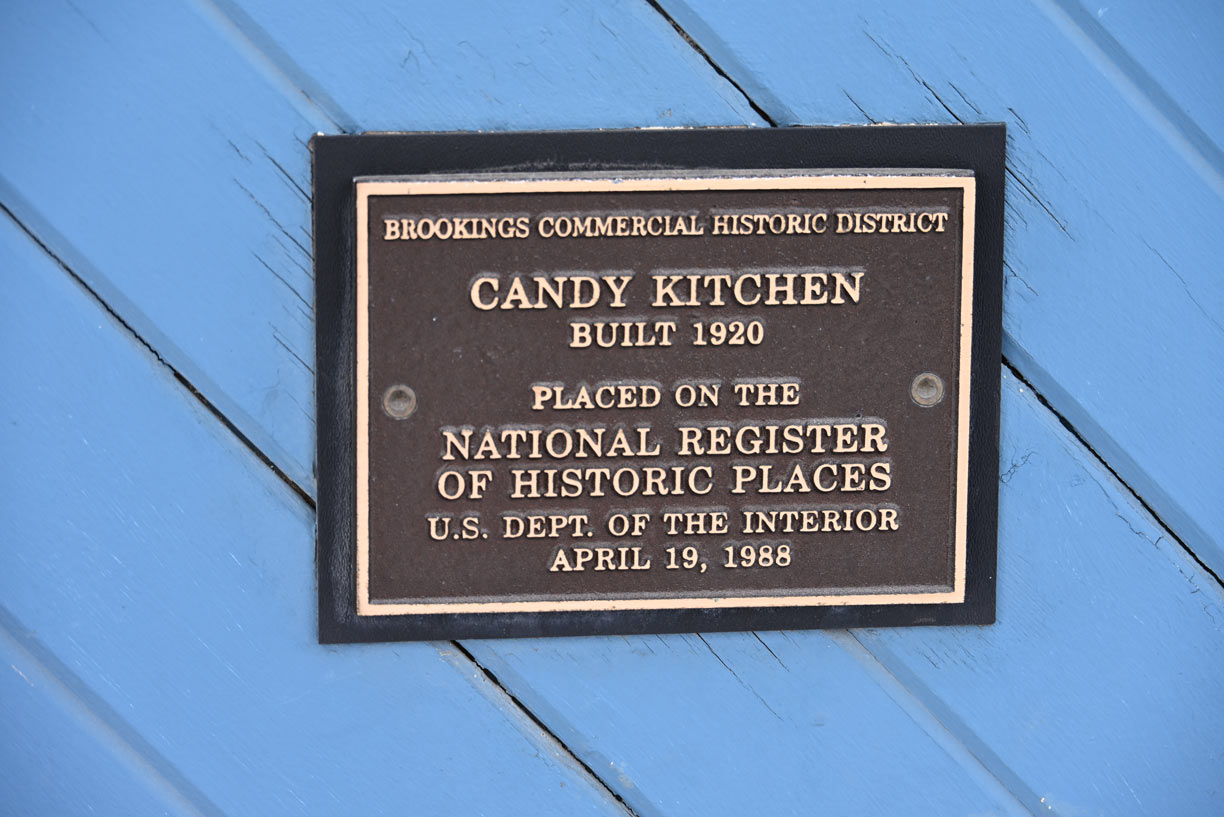 BROOKINGS COMMERCIAL HISTORIC DISTRICT
CANDY KITCHEN
BUILT 1920
PLACED ON THE
NATIONAL REGISTER
OF HISTORIC PLACES
U.S. DEPT. OF THE INTERIOR
APRIL 19, 1988